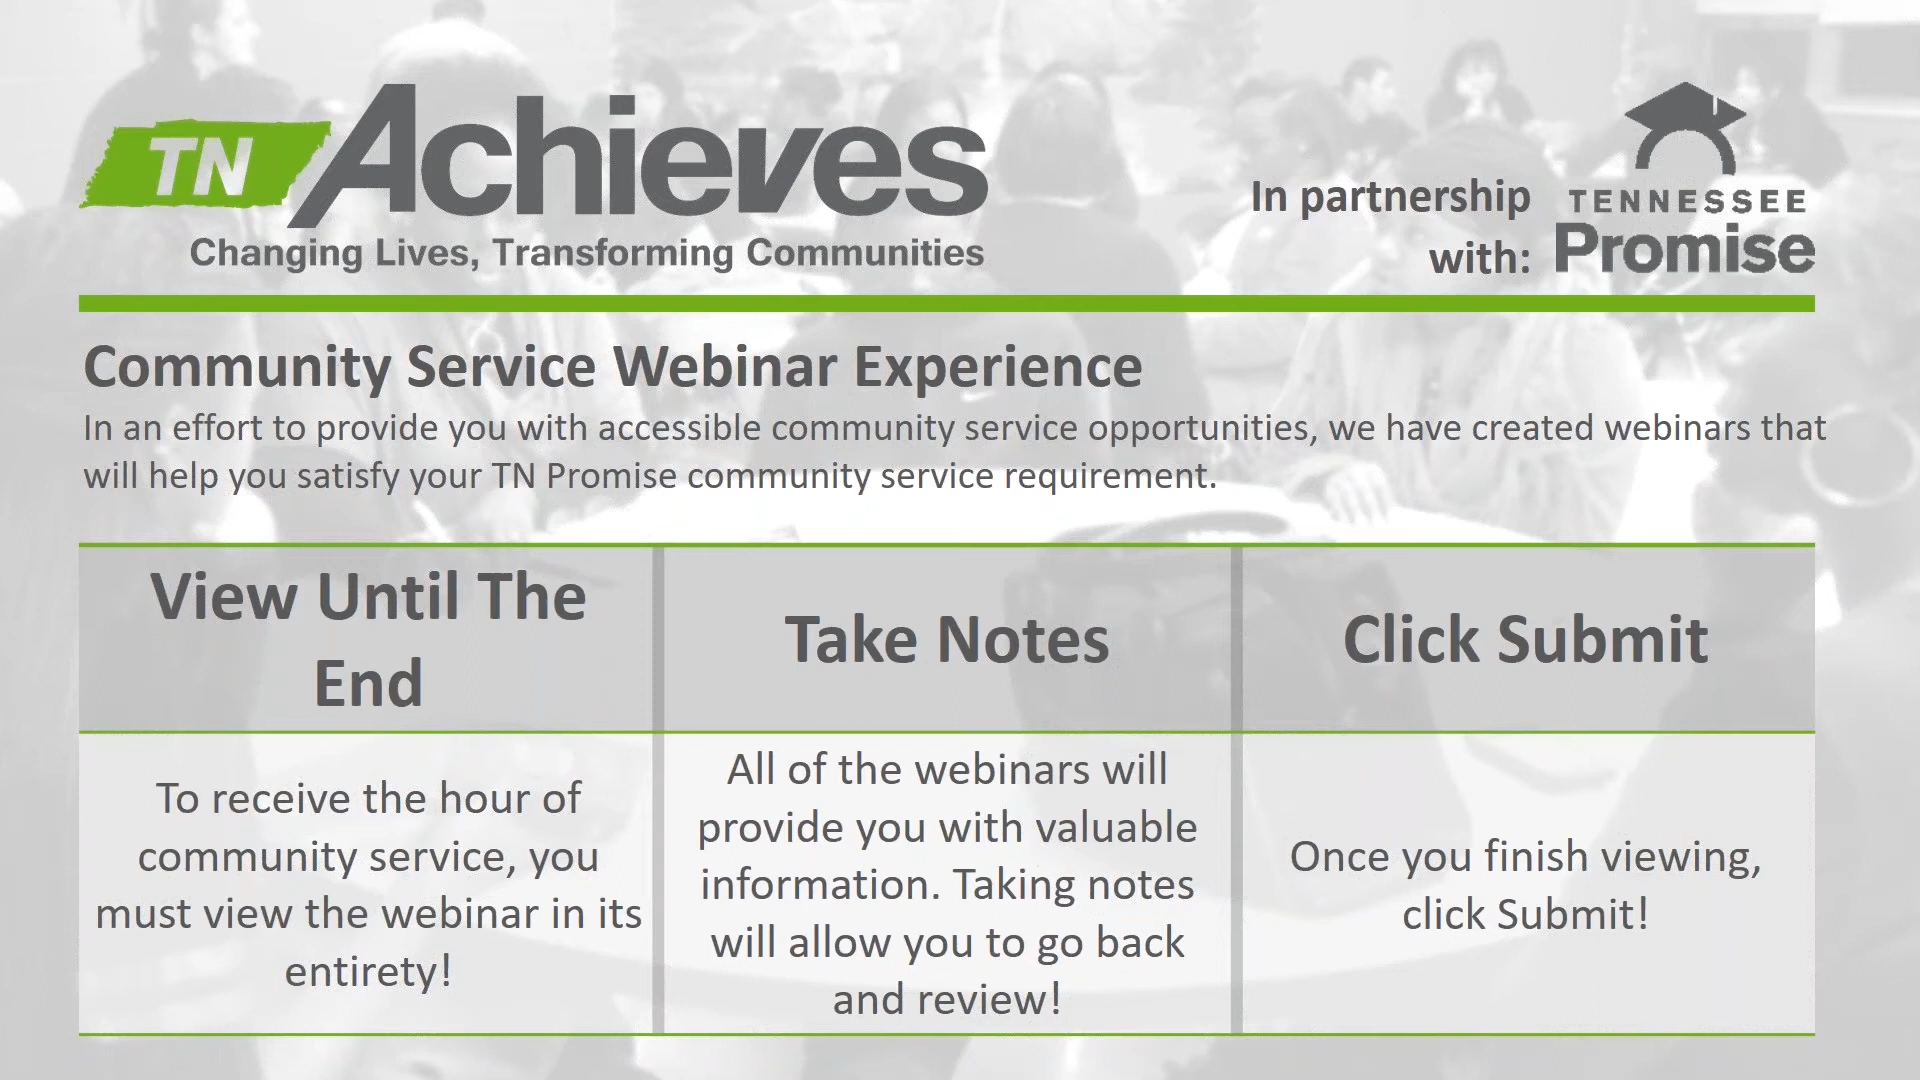 TN Achieves
Changing Lives, Transforming Communities
In partnership
with:
TENNESSEE
Promise
Community Service Webinar Experience
In an effort to provide you with accessible community service opportunities, we have created webinars that
will help you satisfy your TN Promise community service requirement.
View Until The
End
Take Notes
Click Submit
To receive the hour of
community service, you
must view the webinar in its
entirety!
All of the webinars will
provide you with valuable
information. Taking notes
will allow you to go back
and review!
Once you finish viewing,
click Submit!